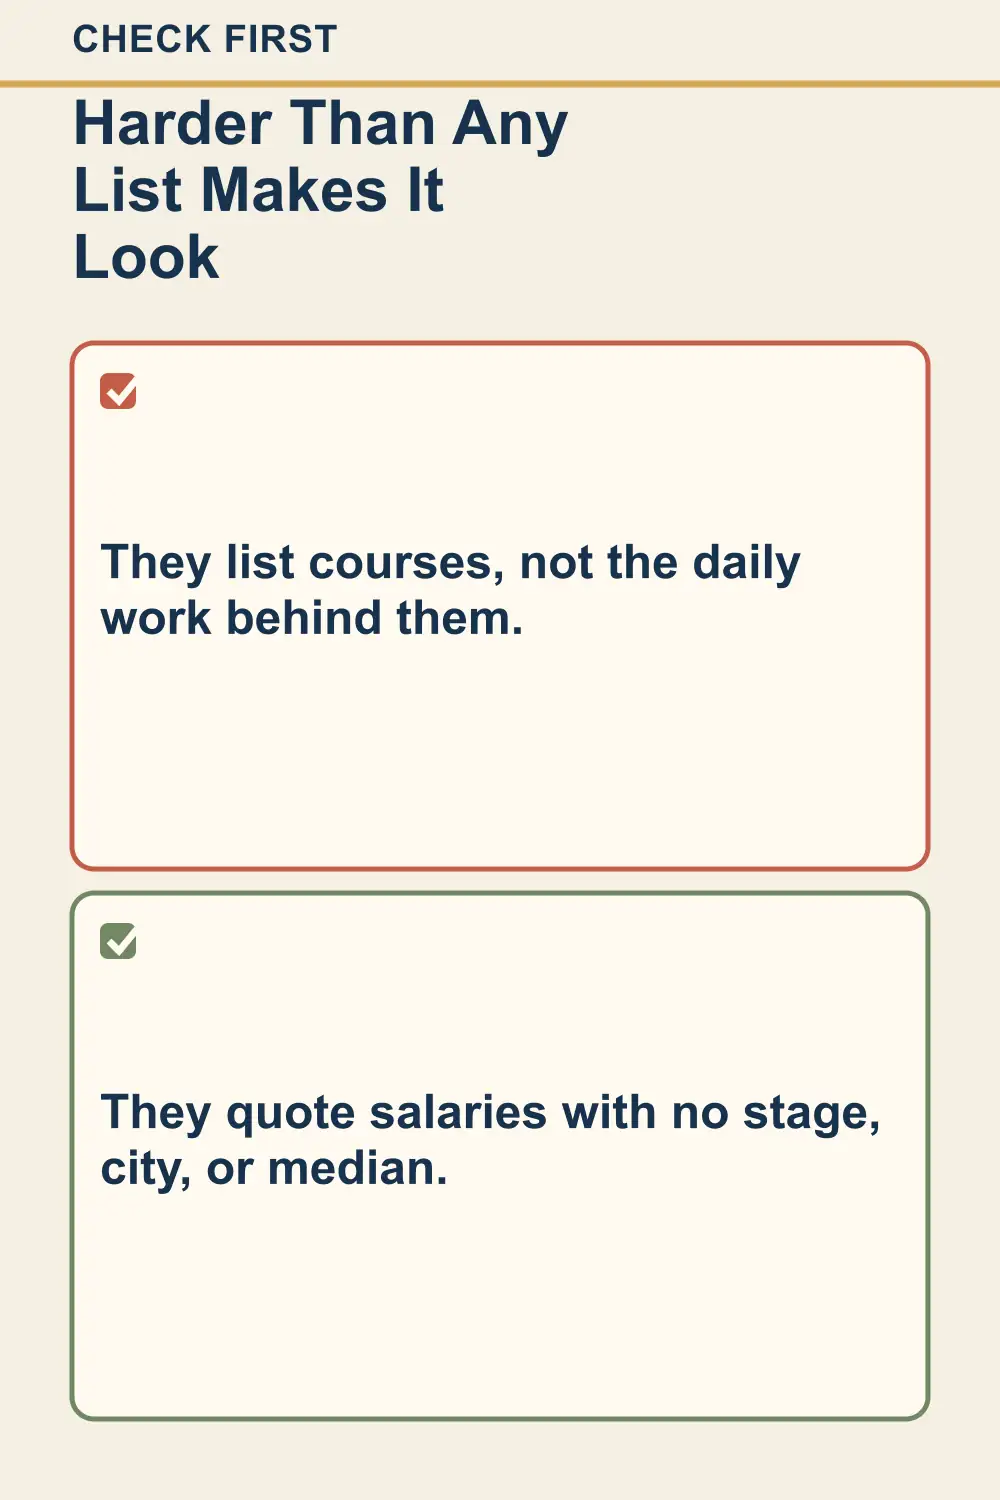 CHECK FIRST
Harder Than Any
List Makes It
Look
They list courses, not the daily
work behind them.
They quote salaries with no stage,
city, or median.